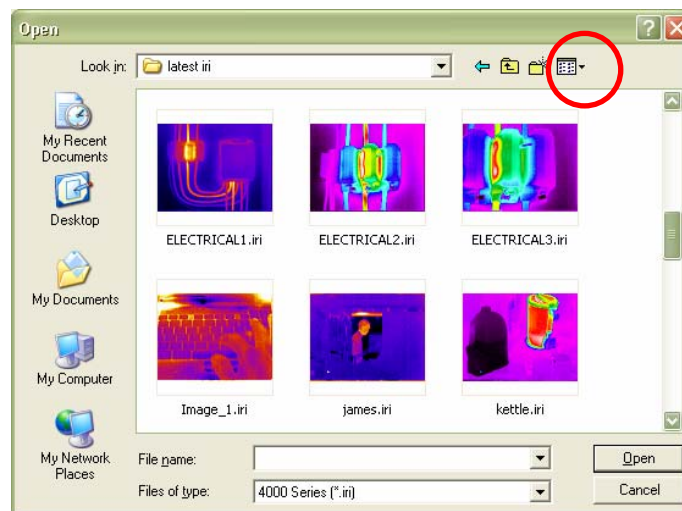 Open
Look in: latest iri
My Recent
Documents
Desktop
My Documents
My Computer
My Network
Places
ELECTRICAL1.iri ELECTRICAL2.iri ELECTRICAL3.iri
Image_1.iri james.iri kettle.iri
File name: Open
Files of type: 4000 Series (*.iri) Cancel